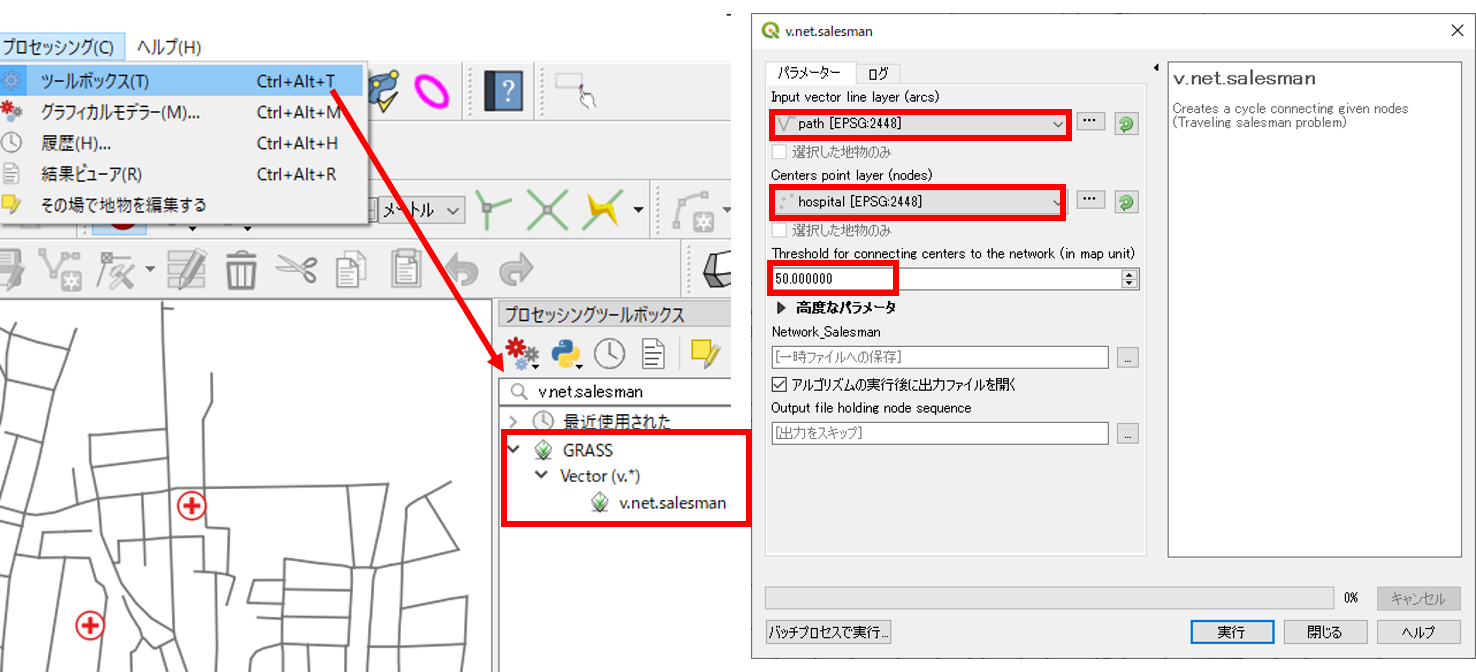 プロセッシング(C) ヘルプ(H)
ツールボックス(T) Ctrl+Alt+T
グラフィカルモデラー(M)... Ctrl+Alt+M
履歴(H)... Ctrl+Alt+H
結果ビューア(R) Ctrl+Alt+R
その場で地物を編集する
メートル
プロセッシングツールボックス
v.net.salesman
最近使用された
GRASS
Vector (v.*)
v.net.salesman
v.net.salesman
パラメーター ログ
Input vector line layer (arcs)
path [EPSG:2448]
選択した地物のみ
Centers point layer (nodes)
hospital [EPSG:2448]
選択した地物のみ
Threshold for connecting centers to the network (in map unit)
50.000000
高度なパラメータ
Network_Salesman
[一時ファイルへの保存]
アルゴリズムの実行後に出力ファイルを開く
Output file holding node sequence
[出力をスキップ]
v.net.salesman
Creates a cycle connecting given nodes
(Traveling salesman problem)
0% キャンセル
バッチプロセスで実行... 実行 閉じる ヘルプ